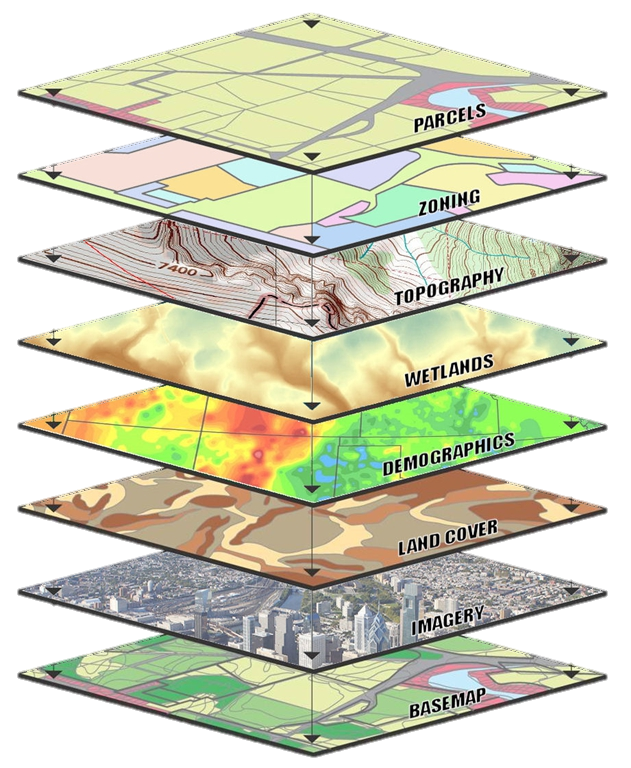 PARCELS
ZONING
7400
TOPOGRAPHY
WETLANDS
DEMOGRAPHICS
LAND COVER
IMAGERY
BASEMAP